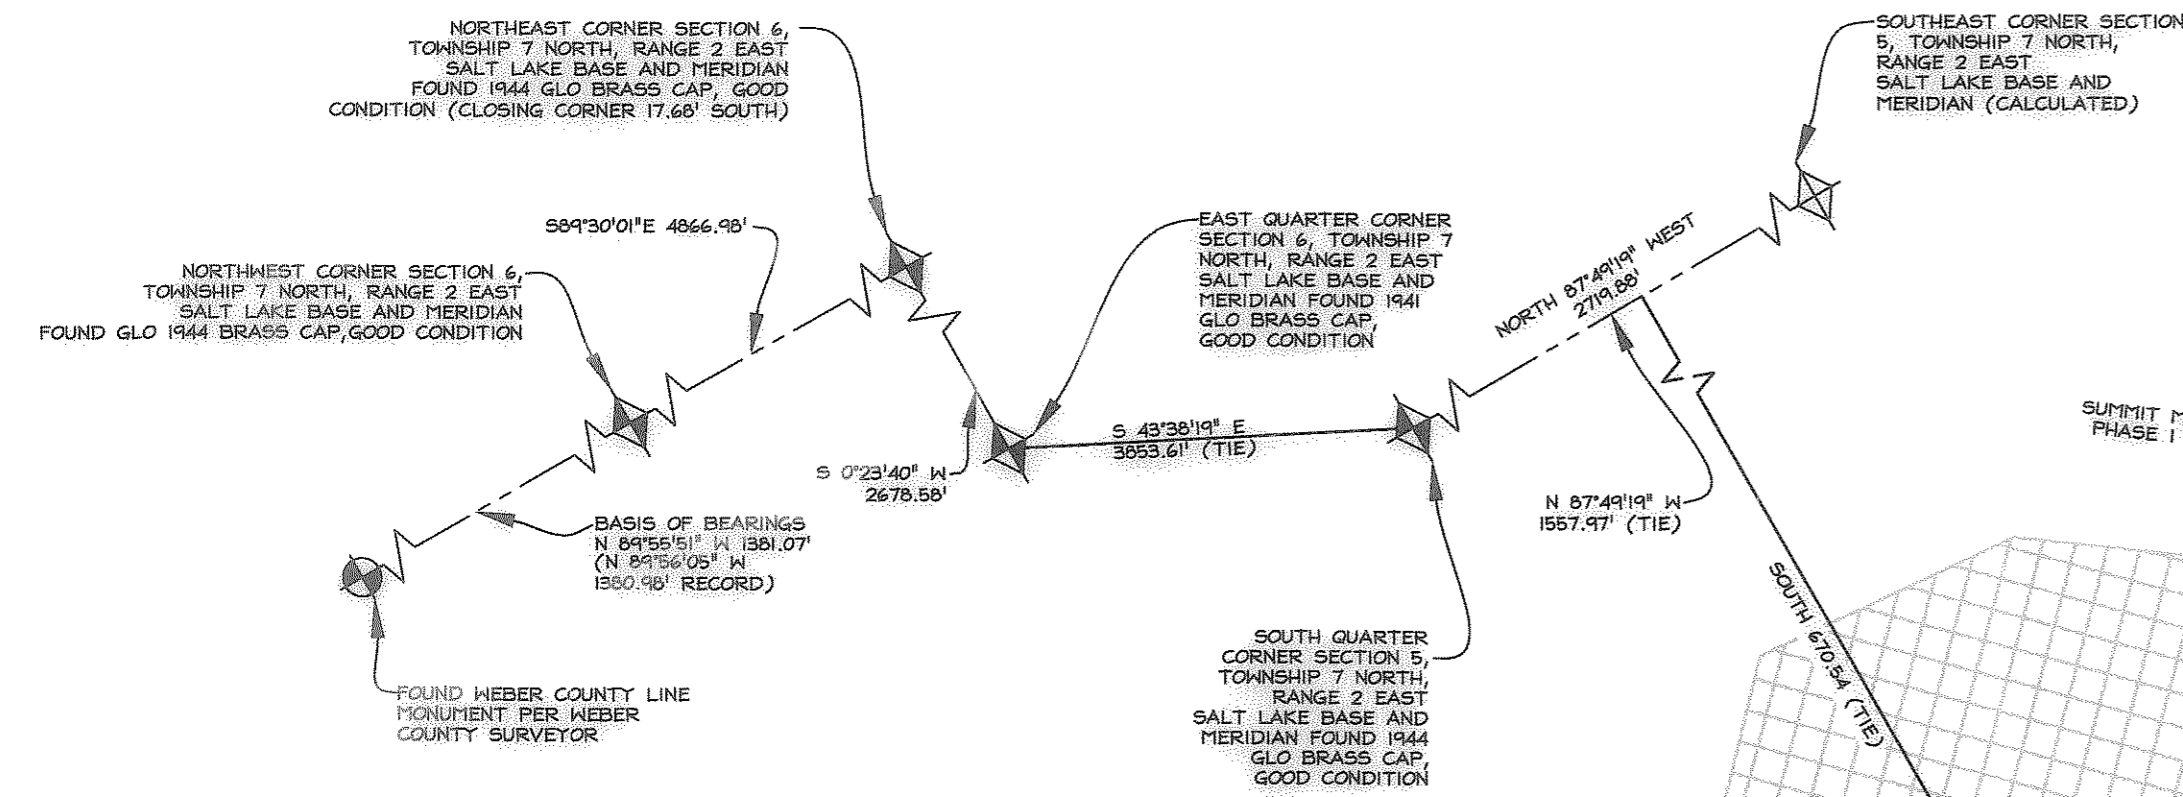 NORTHEAST CORNER SECTION 6,
TOWNSHIP 7 NORTH, RANGE 2 EAST
SALT LAKE BASE AND MERIDIAN
FOUND 1944 GLO BRASS CAP, GOOD
CONDITION (CLOSING CORNER 17.68' SOUTH)
SOUTHEAST CORNER SECTION
5, TOWNSHIP 7 NORTH,
RANGE 2 EAST
SALT LAKE BASE AND
MERIDIAN (CALCULATED)
S89°30'01"E 4866.98'
NORTHWEST CORNER SECTION 6,
TOWNSHIP 7 NORTH, RANGE 2 EAST
SALT LAKE BASE AND MERIDIAN
FOUND GLO 1944 BRASS CAP,GOOD CONDITION
EAST QUARTER CORNER
SECTION 6, TOWNSHIP 7
NORTH, RANGE 2 EAST
SALT LAKE BASE AND
MERIDIAN FOUND 1941
GLO BRASS CAP,
GOOD CONDITION
NORTH 87°49'19" WEST
2719.88'
S 43°38'19" E
3853.61' (TIE)
S 0°23'40" W
2678.58'
SUMMIT M
PHASE 1
N 87°49'19" W
1557.97' (TIE)
BASIS OF BEARINGS
N 89°55'51" W 1381.07'
(N 89°56'05" W
1380.98' RECORD)
SOUTH 670.54 (TIE)
SOUTH QUARTER
CORNER SECTION 5,
TOWNSHIP 7 NORTH,
RANGE 2 EAST
SALT LAKE BASE AND
MERIDIAN FOUND 1944
GLO BRASS CAP,
GOOD CONDITION
FOUND WEBER COUNTY LINE
MONUMENT PER WEBER
COUNTY SURVEYOR